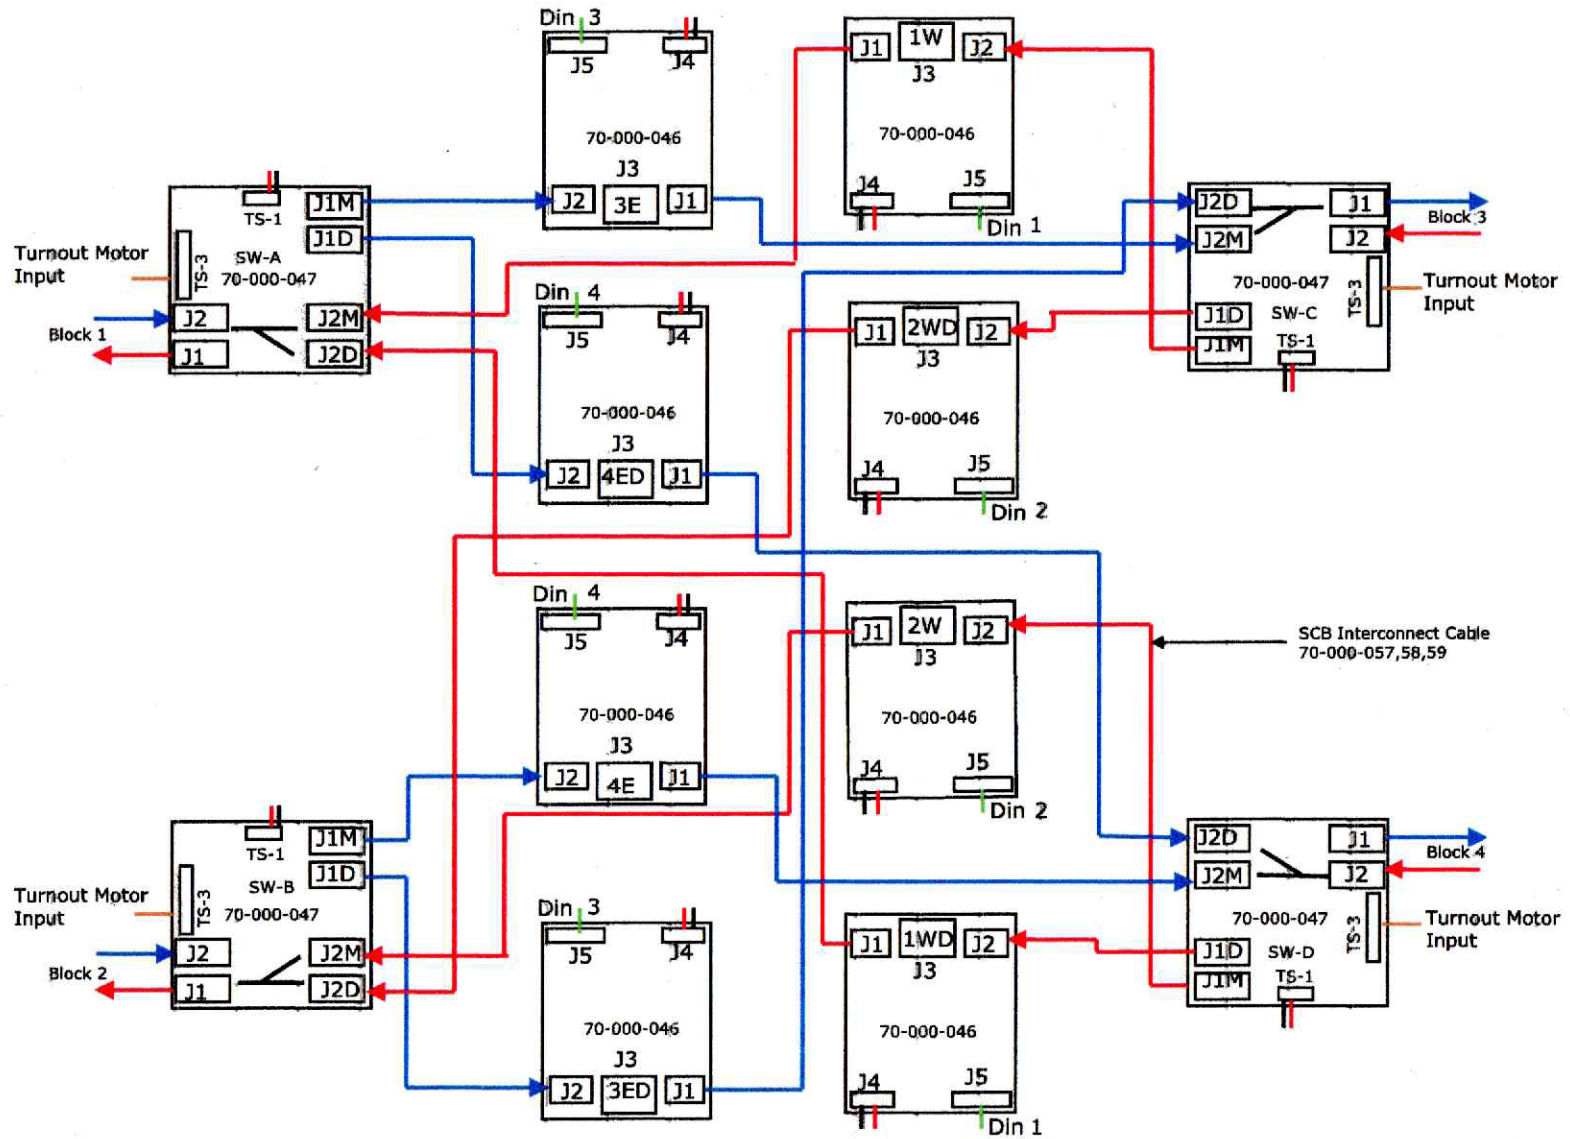 Din 3
J5
J4
70-000-046
J3
J2
3E
J1
J1
1W
J2
J3
70-000-046
J4
J5
Din 1
TS-1
J1M
J1D
SW-A
70-000-047
TS-3
Turnout Motor
Input
J2
J2M
Block 1
J1
J2D
J2D
J1
Block 3
J2M
J2
70-000-047
TS-3
Turnout Motor
Input
J1D
SW-C
J1M
TS-1
Din 4
J5
J4
70-000-046
J3
J2
4ED
J1
J1
2WD
J2
J3
70-000-046
J4
J5
Din 2
Din 4
J5
J4
70-000-046
J3
J2
4E
J1
J1
2W
J2
J3
70-000-046
J4
J5
Din 2
SCB Interconnect Cable
70-000-057,58,59
TS-1
J1M
J1D
SW-B
70-000-047
TS-3
Turnout Motor
Input
J2
J2M
Block 2
J1
J2D
J2D
J1
Block 4
J2M
J2
70-000-047
TS-3
Turnout Motor
Input
J1D
SW-D
J1M
TS-1
Din 3
J5
J4
70-000-046
J3
J2
3ED
J1
J1
1WD
J2
J3
70-000-046
J4
J5
Din 1